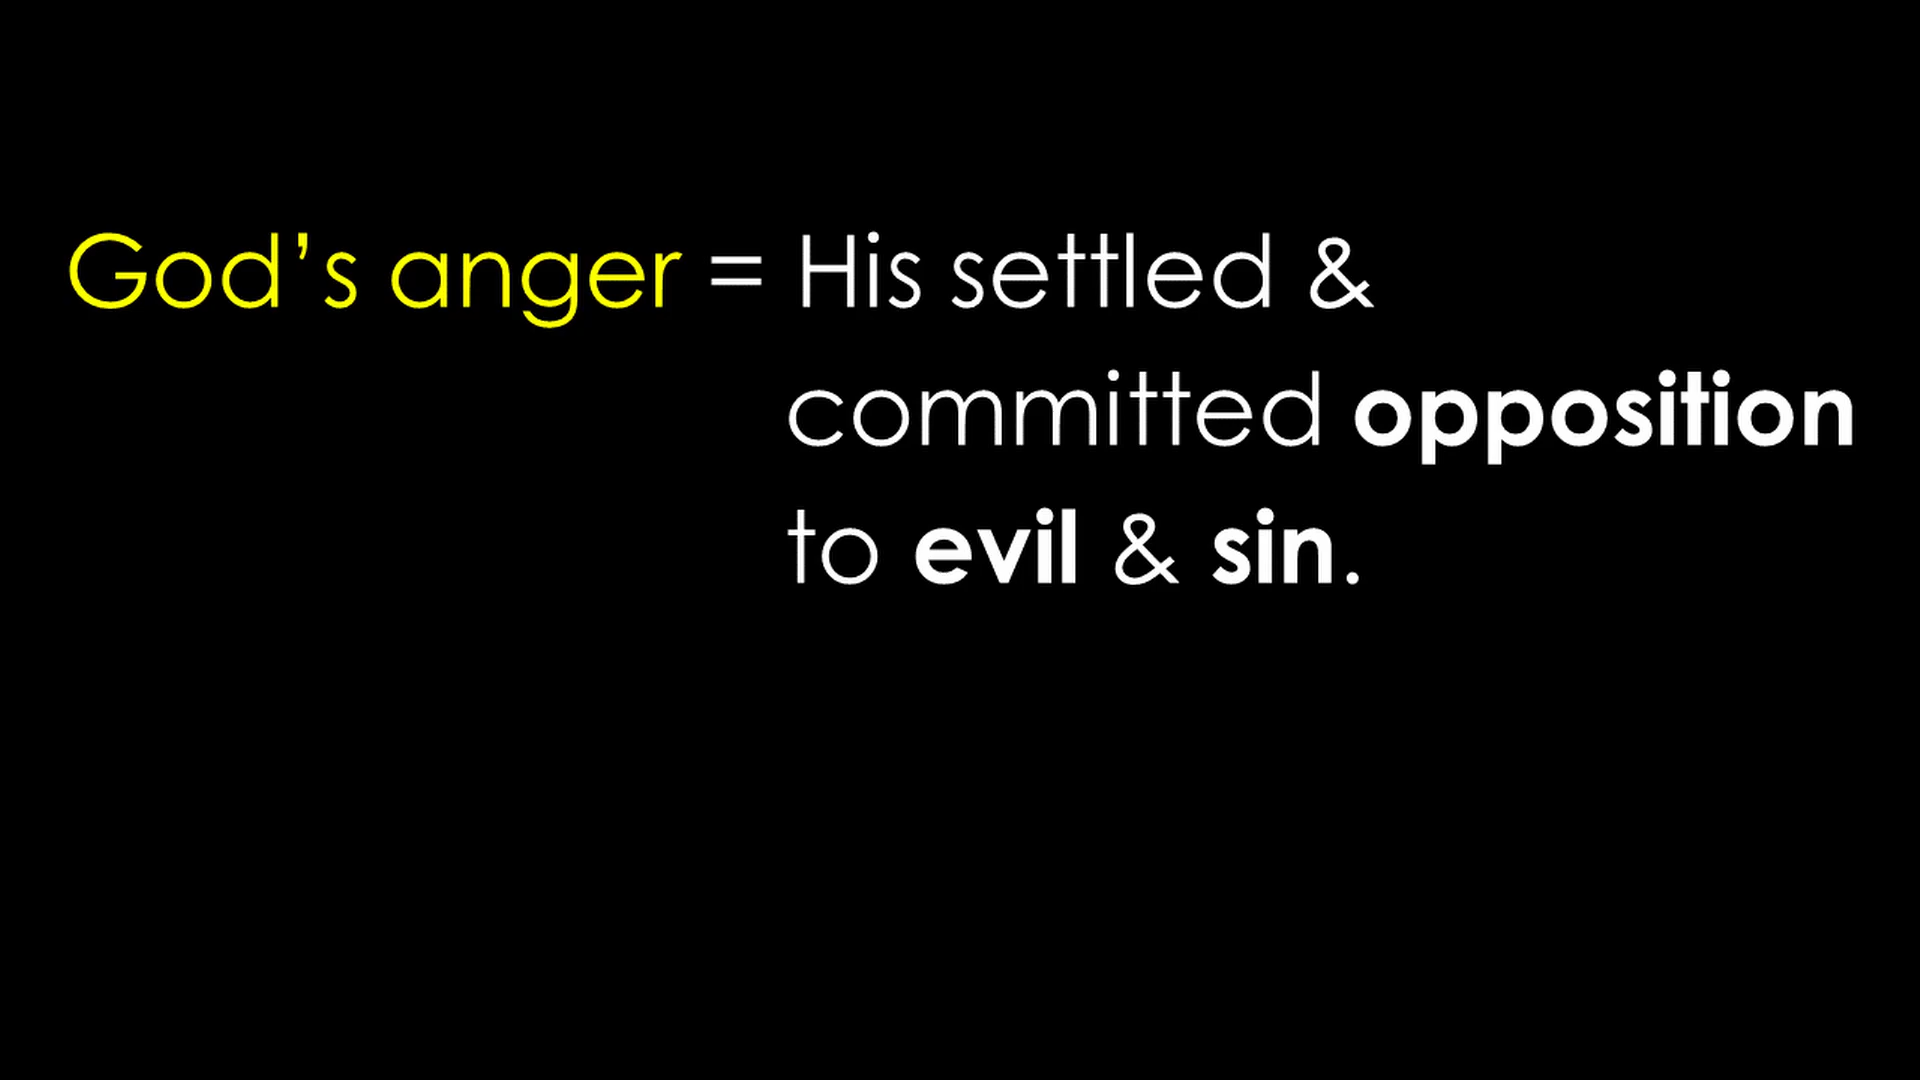 God’s anger = His settled &
committed opposition
to evil & sin.